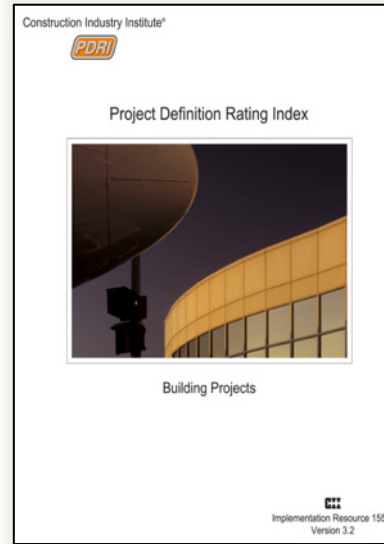 Construction Industry Institute®
PDRI
Project Definition Rating Index
Building Projects
CII
Implementation Resource 155
Version 3.2